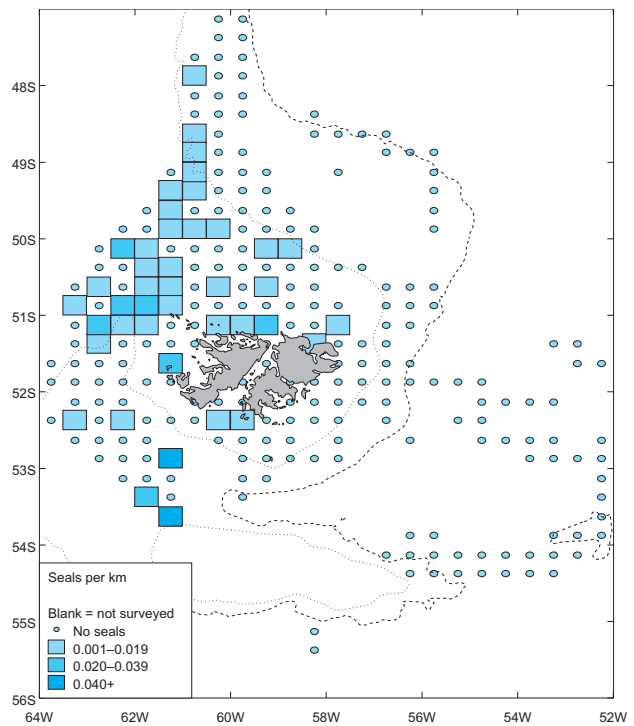 48S
49S
50S
51S
52S
53S
54S
55S
56S
Seals per km
Blank = not surveyed
No seals
0.001–0.019
0.020–0.039
0.040+
64W 62W 60W 58W 56W 54W 52W